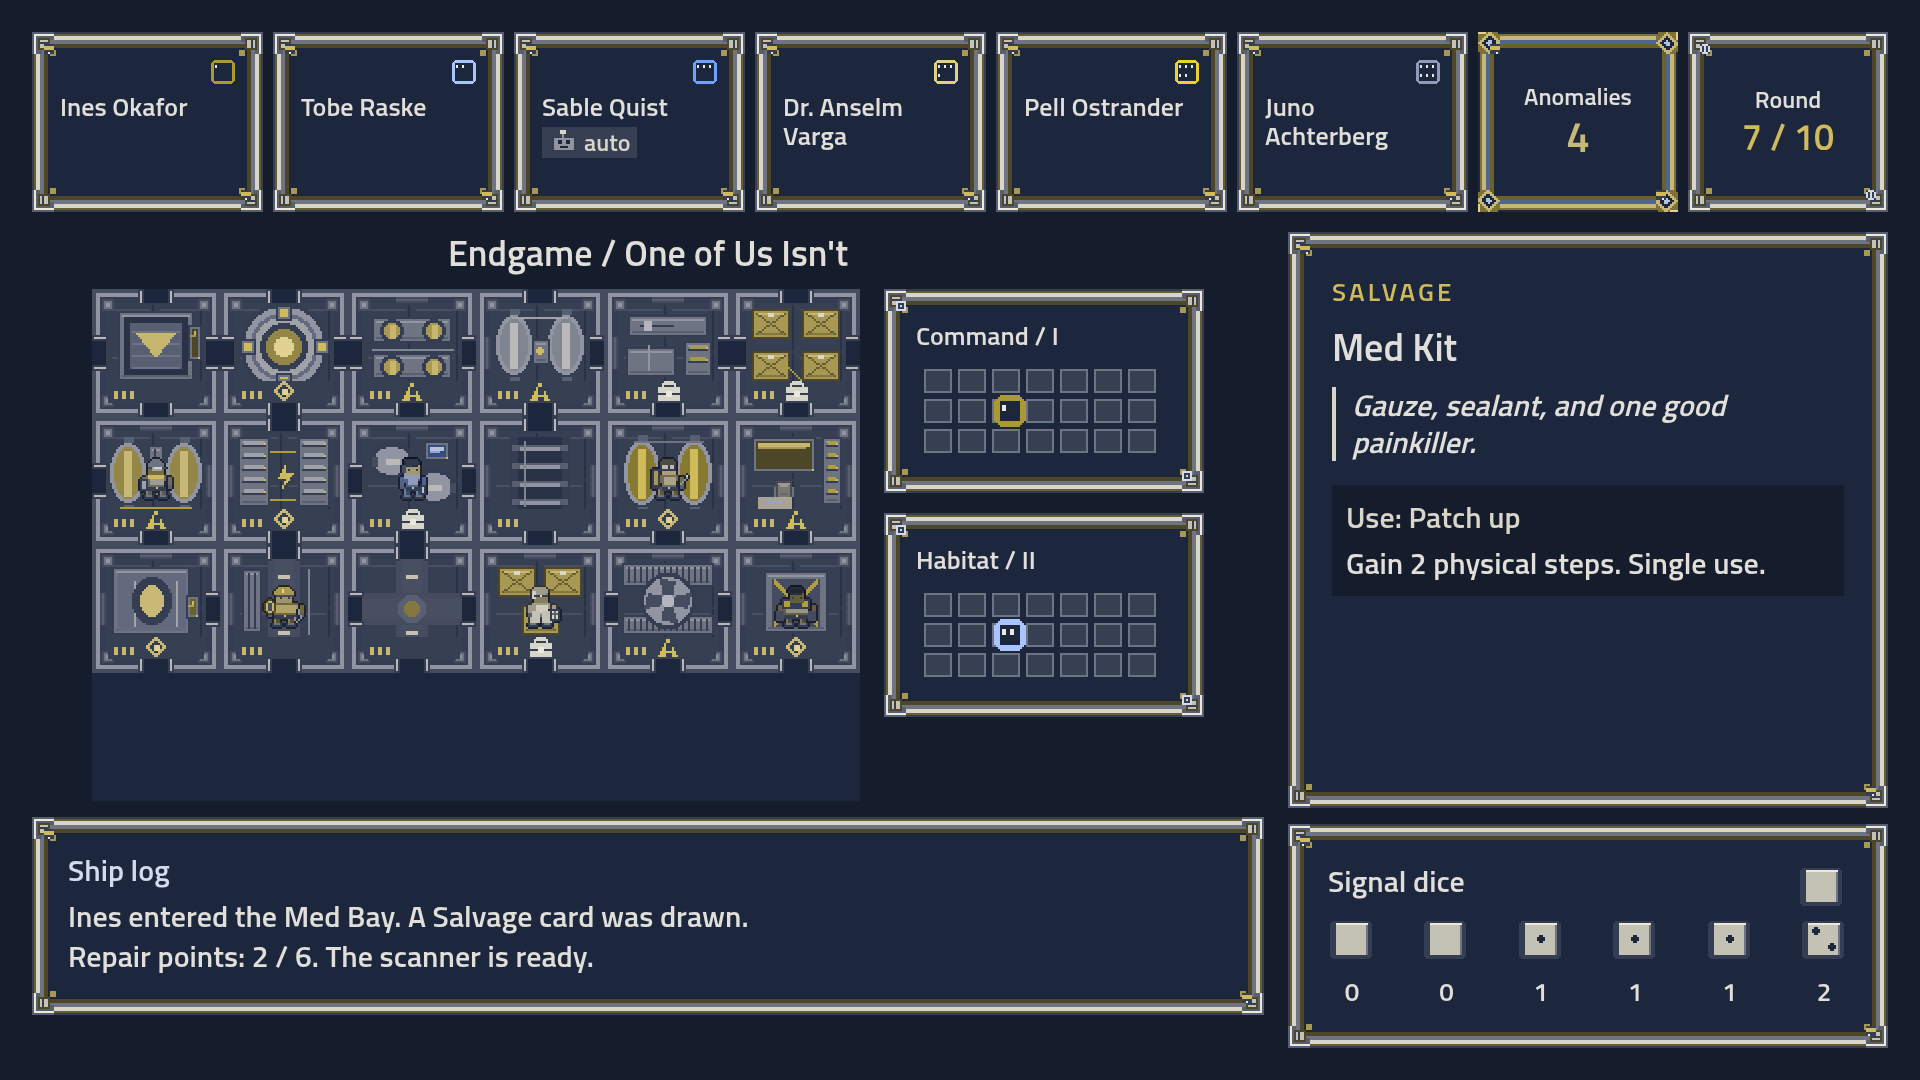 Ines Okafor
Tobe Raske
Sable Quist
auto
Dr. Anselm
Varga
Pell Ostrander
Juno
Achterberg
Anomalies
4
Round
7 / 10
Endgame / One of Us Isn't
Command / I
Habitat / II
SALVAGE
Med Kit
Gauze, sealant, and one good
painkiller.
Use: Patch up
Gain 2 physical steps. Single use.
Ship log
Ines entered the Med Bay. A Salvage card was drawn.
Repair points: 2 / 6. The scanner is ready.
Signal dice
0 0 1 1 1 2